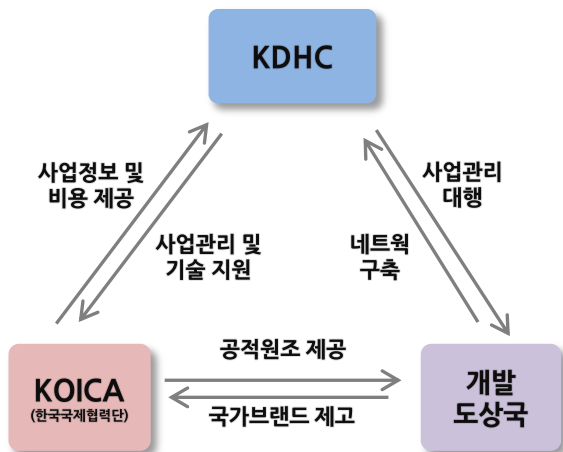 KDHC
사업정보 및
비용 제공
사업관리
대행
사업관리 및
기술 지원
네트웍
구축
공적원조 제공
KOICA
(한국국제협력단)
국가브랜드 제고
개발
도상국